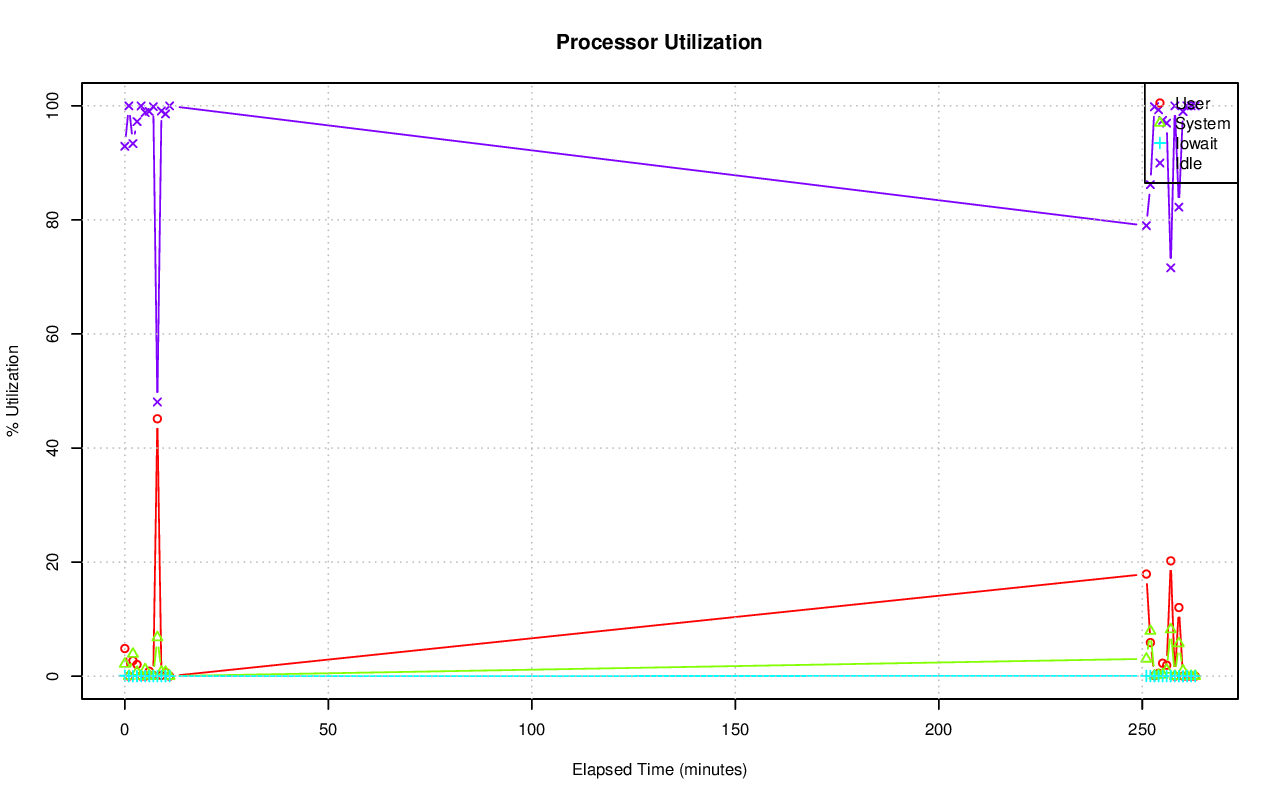 Processor Utilization
% Utilization
100
80
60
40
20
0
User
System
Iowait
Idle
0 50 100 150 200 250
Elapsed Time (minutes)